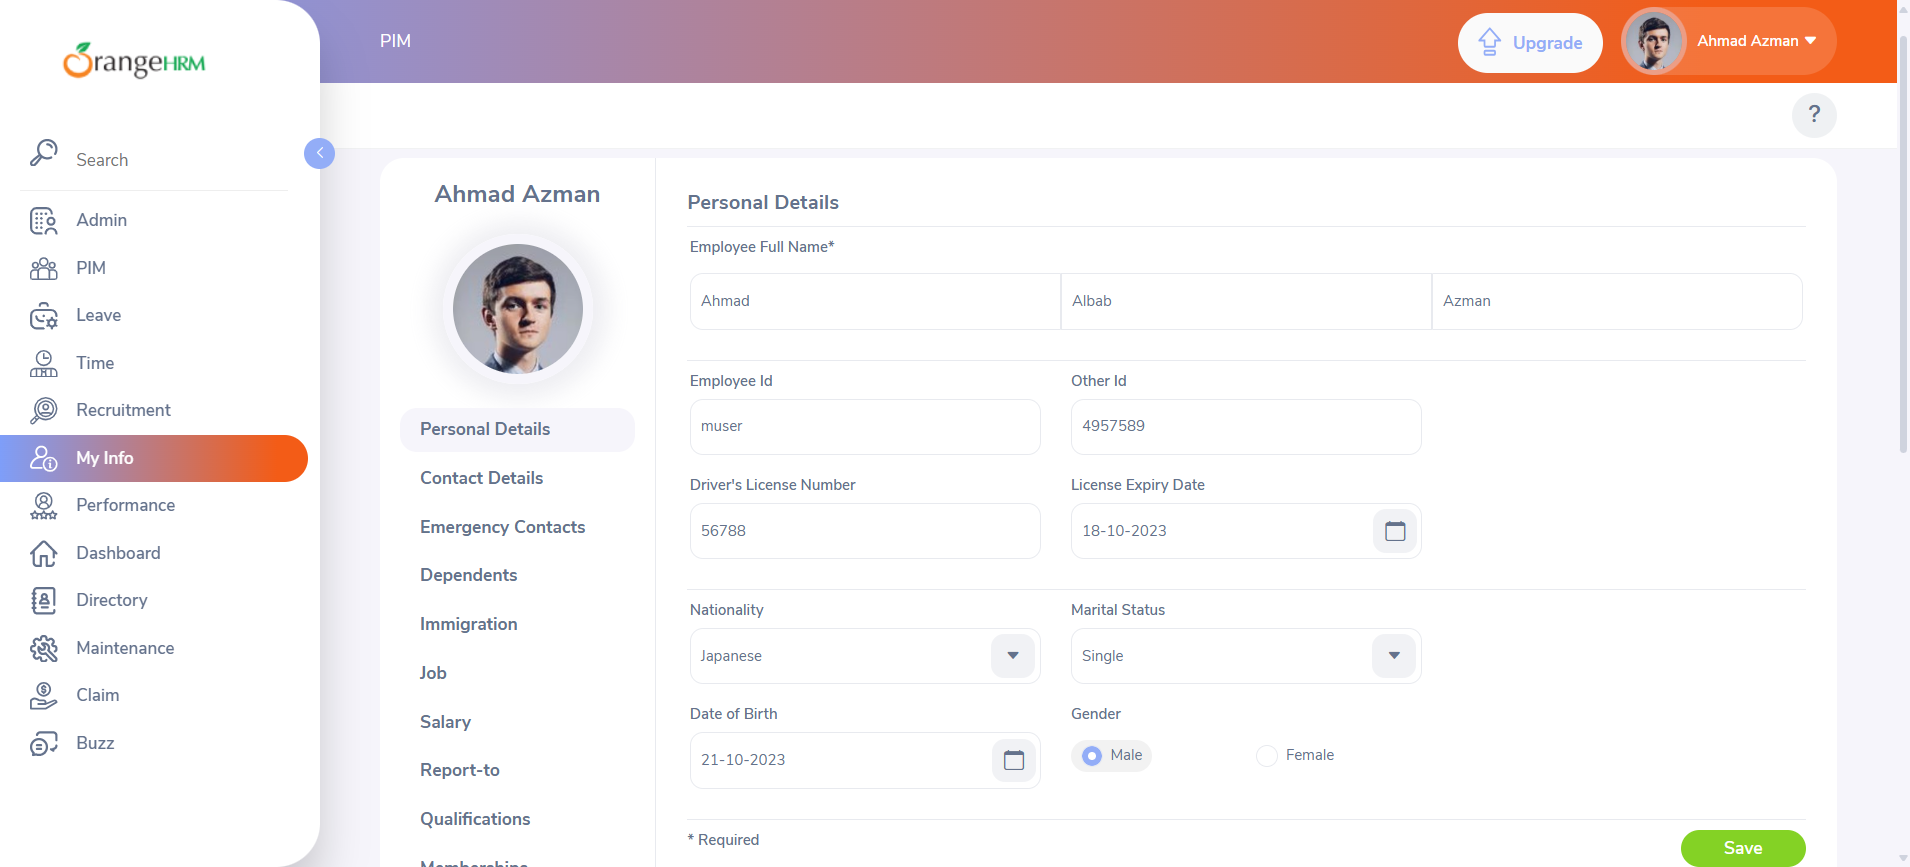 OrangeHRM
Search
Admin
PIM
Leave
Time
Recruitment
My Info
Performance
Dashboard
Directory
Maintenance
Claim
Buzz
PIM
Upgrade
Ahmad Azman
?
Ahmad Azman
Personal Details
Contact Details
Emergency Contacts
Dependents
Immigration
Job
Salary
Report-to
Qualifications
Memberships
Personal Details
Employee Full Name*
Ahmad Albab Azman
Employee Id Other Id
muser 4957589
Driver's License Number License Expiry Date
56788 18-10-2023
Nationality Marital Status
Japanese Single
Date of Birth Gender
21-10-2023 Male Female
* Required
Save